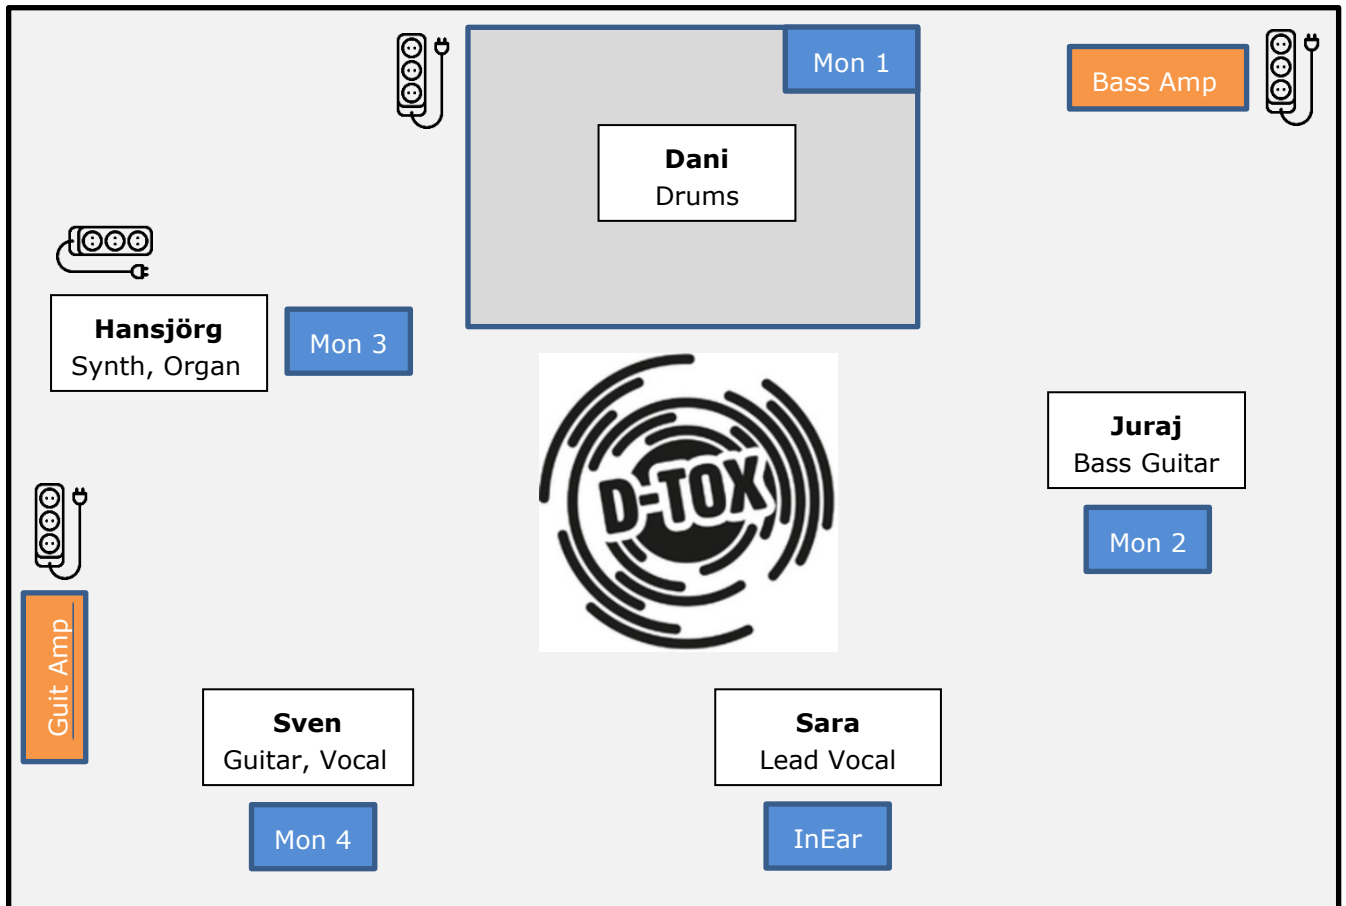 Mon 1
Bass Amp
Dani
Drums
Hansjörg
Synth, Organ
Mon 3
D-TOX
Juraj
Bass Guitar
Mon 2
Guit Amp
Sven
Guitar, Vocal
Sara
Lead Vocal
Mon 4
InEar